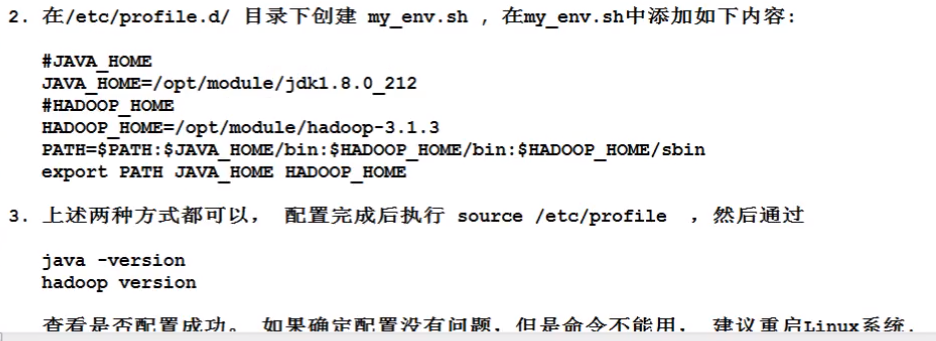 2. 在/etc/profile.d/ 目录下创建 my_env.sh , 在my_env.sh中添加如下内容:
#JAVA_HOME
JAVA_HOME=/opt/module/jdk1.8.0_212
#HADOOP_HOME
HADOOP_HOME=/opt/module/hadoop-3.1.3
PATH=$PATH:$JAVA_HOME/bin:$HADOOP_HOME/bin:$HADOOP_HOME/sbin
export PATH JAVA_HOME HADOOP_HOME
3. 上述两种方式都可以， 配置完成后执行 source /etc/profile ，然后通过
java -version
hadoop version
查看是否配置成功。 如果确定配置没有问题，但是命令不能用， 建议重启Linux系统.